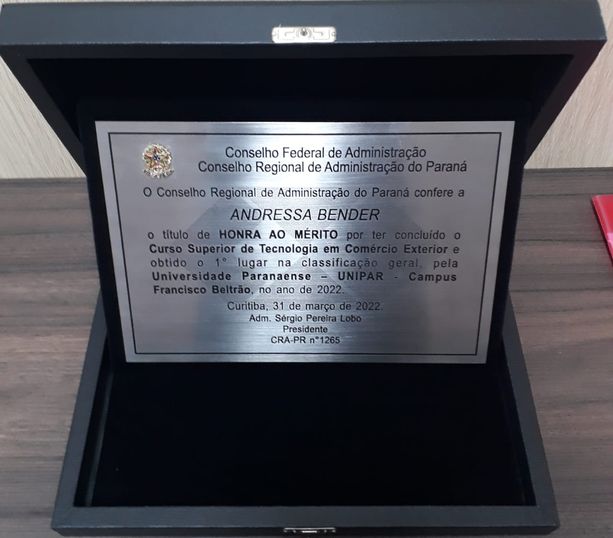 Conselho Federal de Administração
Conselho Regional de Administração do Paraná
O Conselho Regional de Administração do Paraná confere a
ANDRESSA BENDER
o título de HONRA AO MÉRITO por ter concluído o
Curso Superior de Tecnologia em Comércio Exterior e
obtido o 1° lugar na classificação geral, pela
Universidade Paranaense – UNIPAR - Campus
Francisco Beltrão, no ano de 2022.
Curitiba, 31 de março de 2022.
Adm. Sérgio Pereira Lobo
Presidente
CRA-PR n°1265